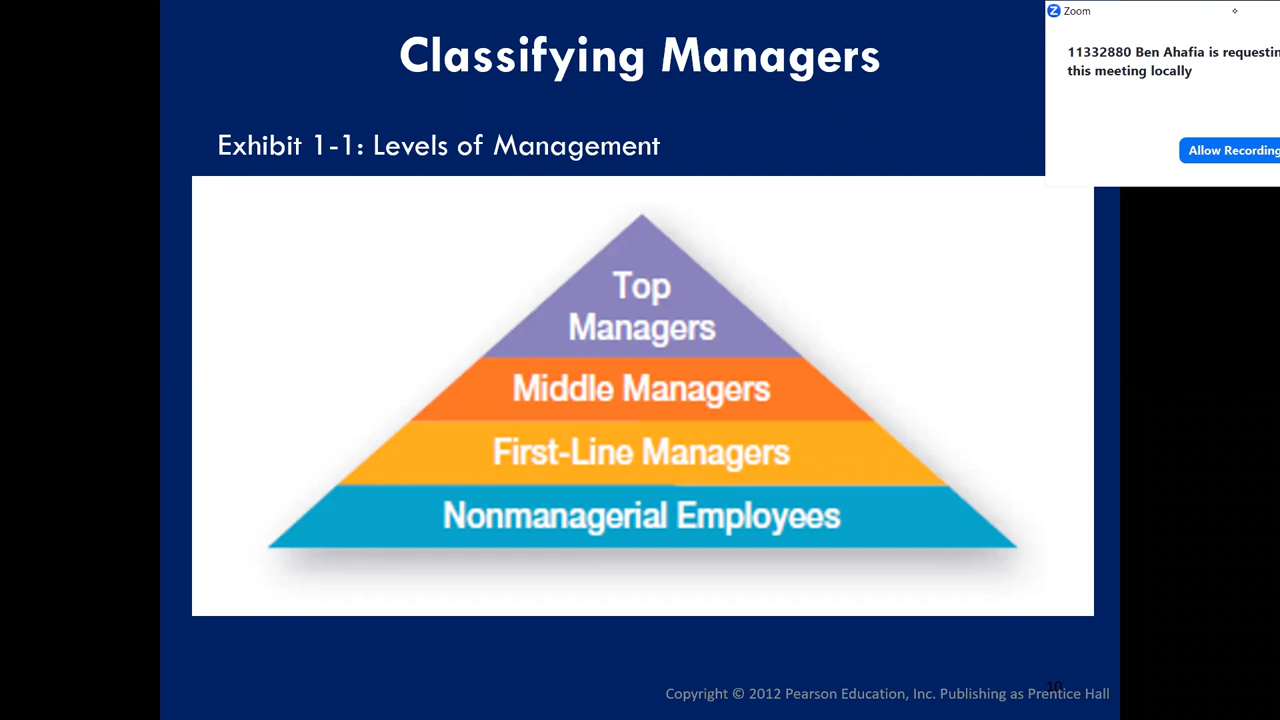 Classifying Managers
Zoom
11332880 Ben Ahafia is requestin
this meeting locally
Allow Recording
Exhibit 1-1: Levels of Management
Top
Managers
Middle Managers
First-Line Managers
Nonmanagerial Employees
10
Copyright © 2012 Pearson Education, Inc. Publishing as Prentice Hall